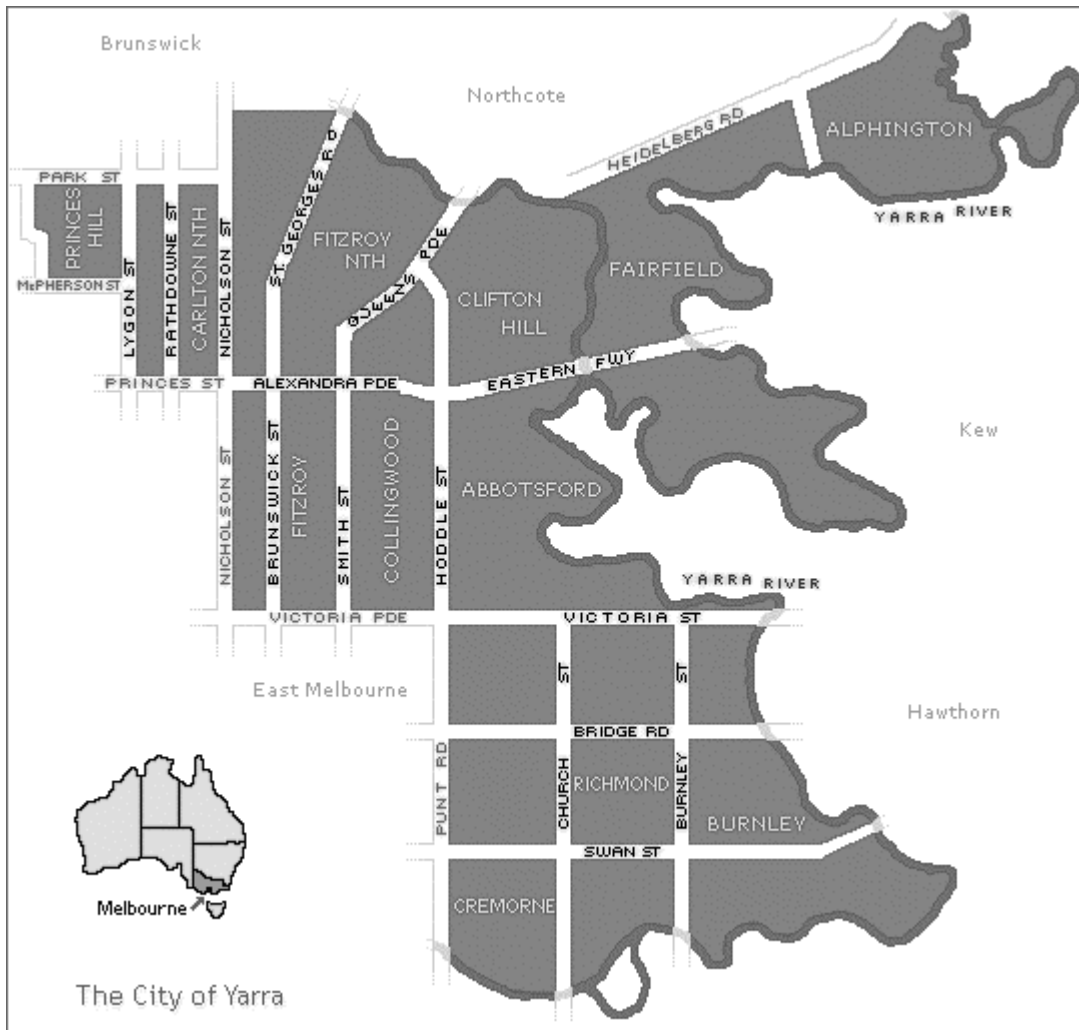 Brunswick
Northcote
HEIDELBERG RD
ALPHINGTON
YARRA RIVER
PARK ST
PRINCES
HILL
McPHERSON ST
LYGON ST
RATHDOWNE ST
CARLTON NTH
NICHOLSON ST
ST. GEORGES RD
FITZROY
NTH
QUEENS PDE
CLIFTON
HILL
FAIRFIELD
PRINCES ST
ALEXANDRA PDE
EASTERN FWY
Kew
NICHOLSON ST
BRUNSWICK ST
FITZROY
SMITH ST
COLLINGWOOD
HODDLE ST
ABBOTSFORD
YARRA RIVER
VICTORIA PDE
VICTORIA ST
East Melbourne
Hawthorn
PUNT RD
CHURCH ST
BURNLEY ST
BRIDGE RD
RICHMOND
BURNLEY
SWAN ST
CREMORNE
Melbourne
The City of Yarra